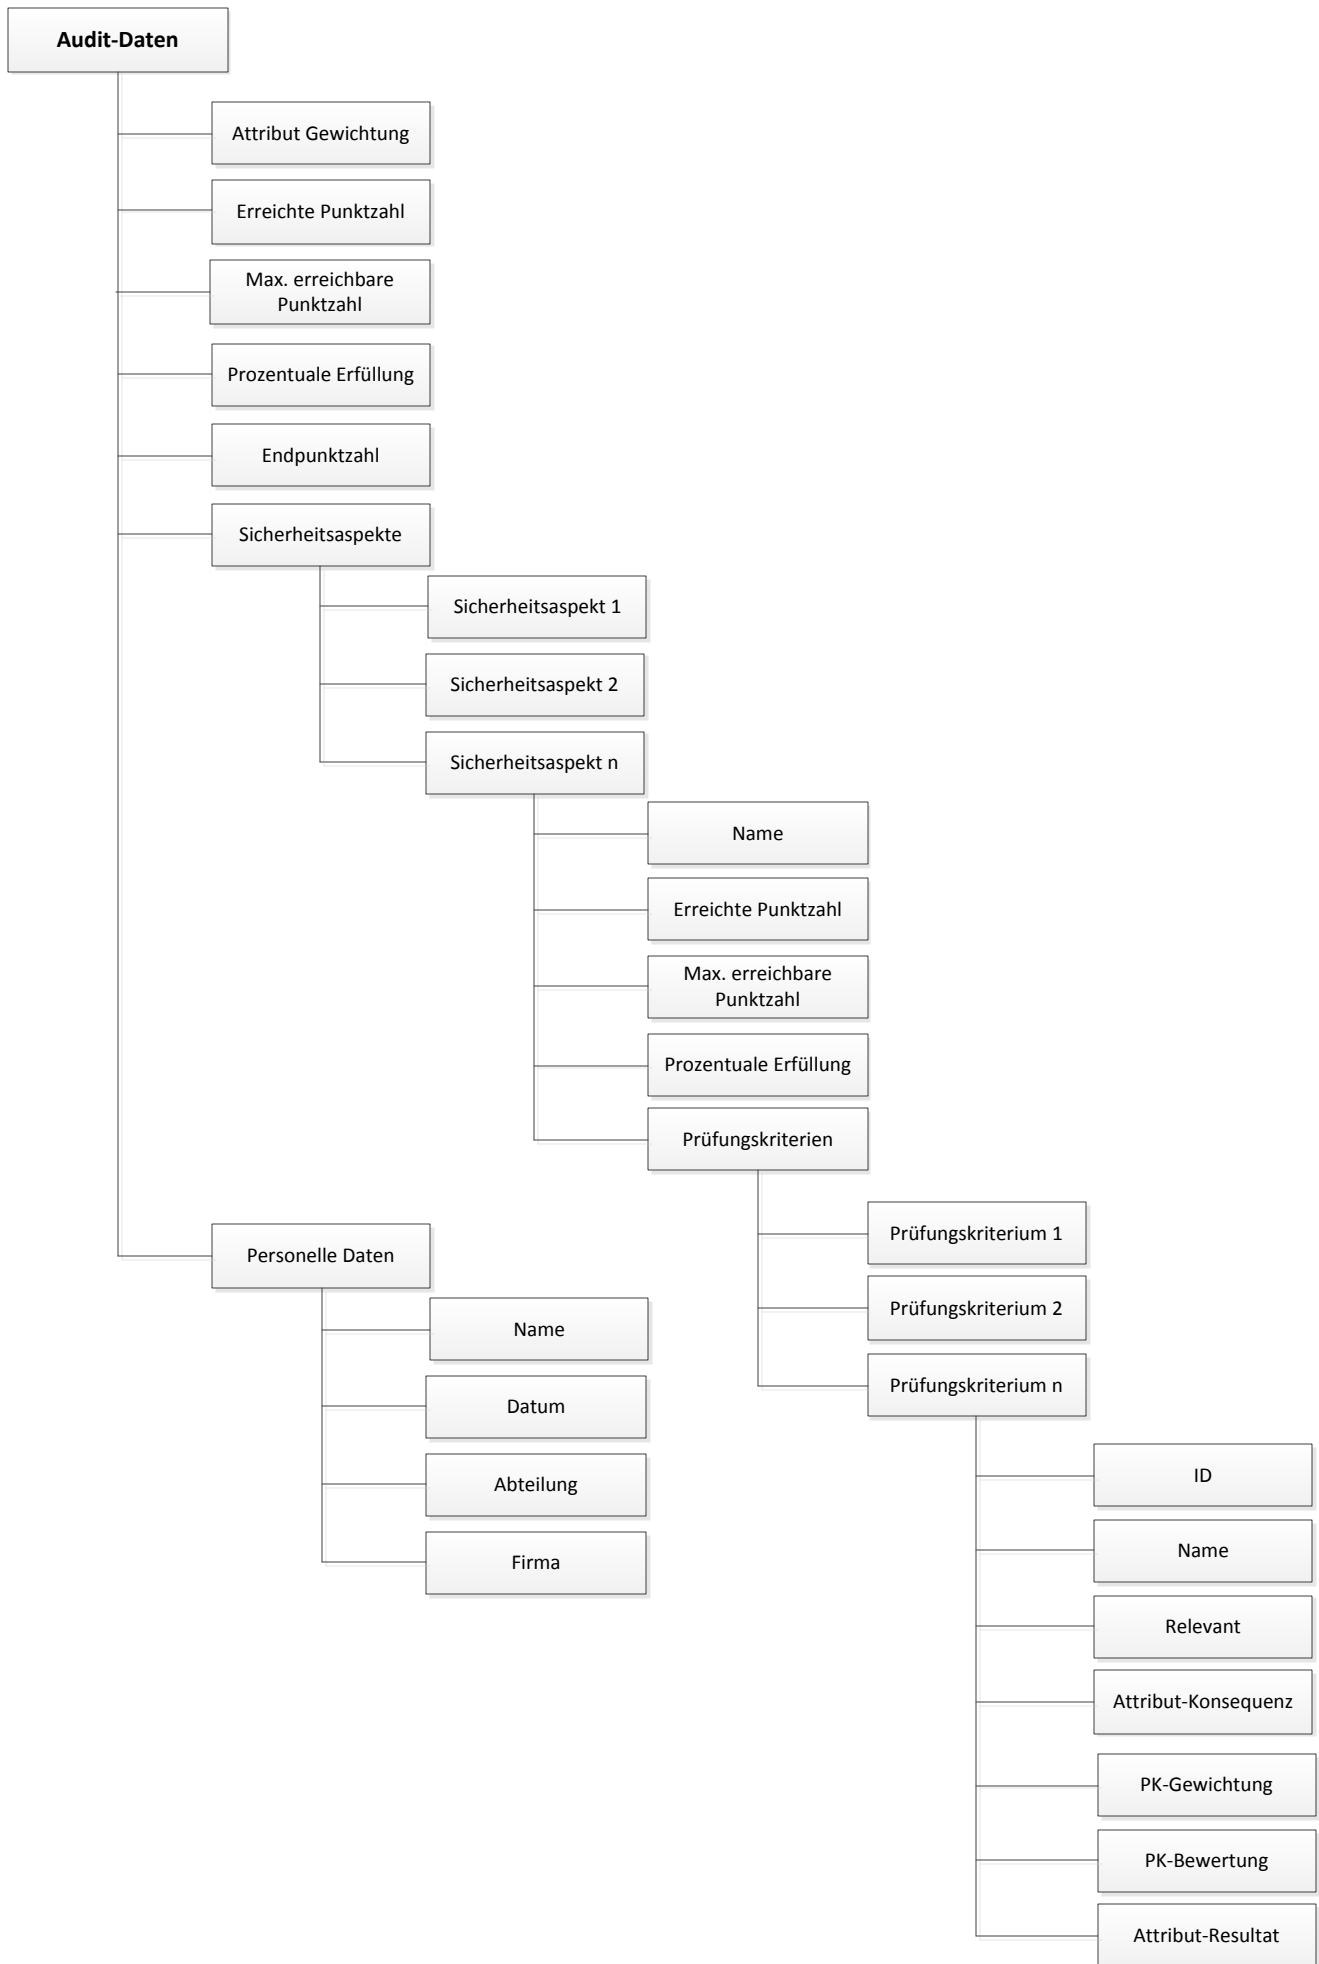 Audit-Daten
Attribut Gewichtung
Erreichte Punktzahl
Max. erreichbare
Punktzahl
Prozentuale Erfüllung
Endpunktzahl
Sicherheitsaspekte
Sicherheitsaspekt 1
Sicherheitsaspekt 2
Sicherheitsaspekt n
Name
Erreichte Punktzahl
Max. erreichbare
Punktzahl
Prozentuale Erfüllung
Prüfungskriterien
Prüfungskriterium 1
Prüfungskriterium 2
Prüfungskriterium n
ID
Name
Relevant
Attribut-Konsequenz
PK-Gewichtung
PK-Bewertung
Attribut-Resultat
Personelle Daten
Name
Datum
Abteilung
Firma